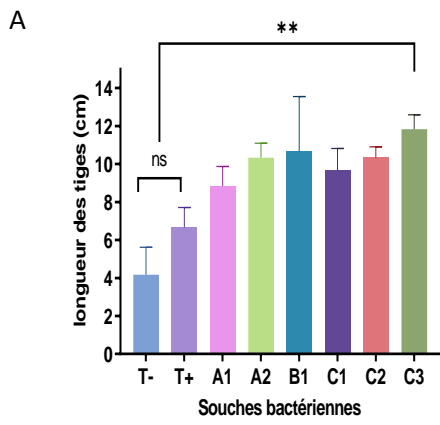 A
**
longueur des tiges (cm)
14
12
10
8
6
4
2
0
ns
T- T+ A1 A2 B1 C1 C2 C3
Souches bactériennes